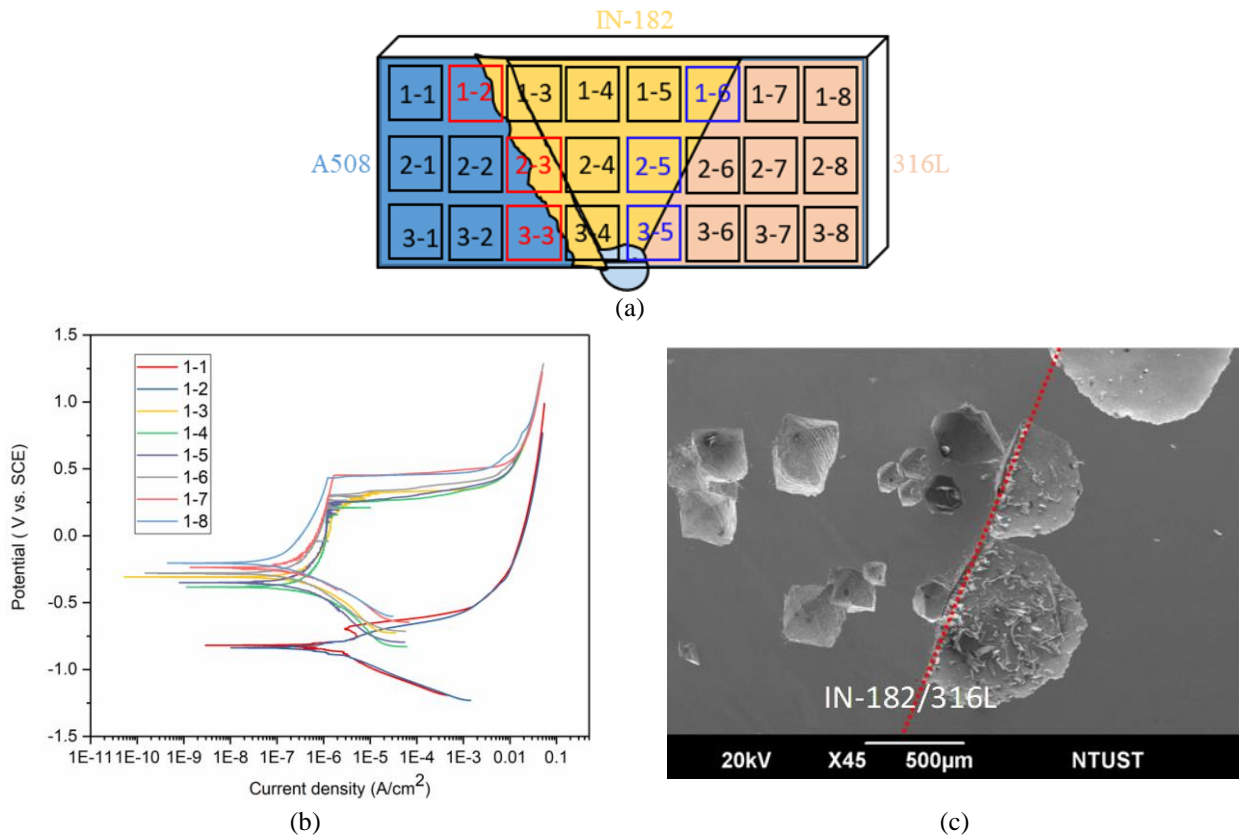 IN-182
A508
316L
1-1 1-2 1-3 1-4 1-5 1-6 1-7 1-8
2-1 2-2 2-3 2-4 2-5 2-6 2-7 2-8
3-1 3-2 3-3 3-4 3-5 3-6 3-7 3-8
(a)
1.5
1.0
0.5
0.0
-0.5
-1.0
-1.5
Potential ( V vs. SCE)
1-1
1-2
1-3
1-4
1-5
1-6
1-7
1-8
1E-11 1E-10 1E-9 1E-8 1E-7 1E-6 1E-5 1E-4 1E-3 0.01 0.1
Current density (A/cm²)
(b)
IN-182/316L
20kV X45 500μm NTUST
(c)